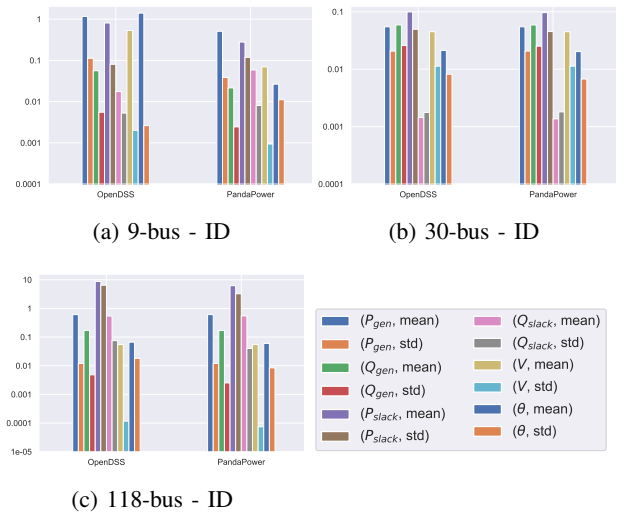 1
0.1
0.01
0.001
0.0001
OpenDSS
PandaPower
(a) 9-bus - ID
0.1
0.01
0.001
0.0001
OpenDSS
PandaPower
(b) 30-bus - ID
10
1
0.1
0.01
0.001
0.0001
1e-05
OpenDSS
PandaPower
(c) 118-bus - ID
(P_gen, mean)
(P_gen, std)
(Q_gen, mean)
(Q_gen, std)
(P_slack, mean)
(P_slack, std)
(Q_slack, mean)
(Q_slack, std)
(V, mean)
(V, std)
(θ, mean)
(θ, std)